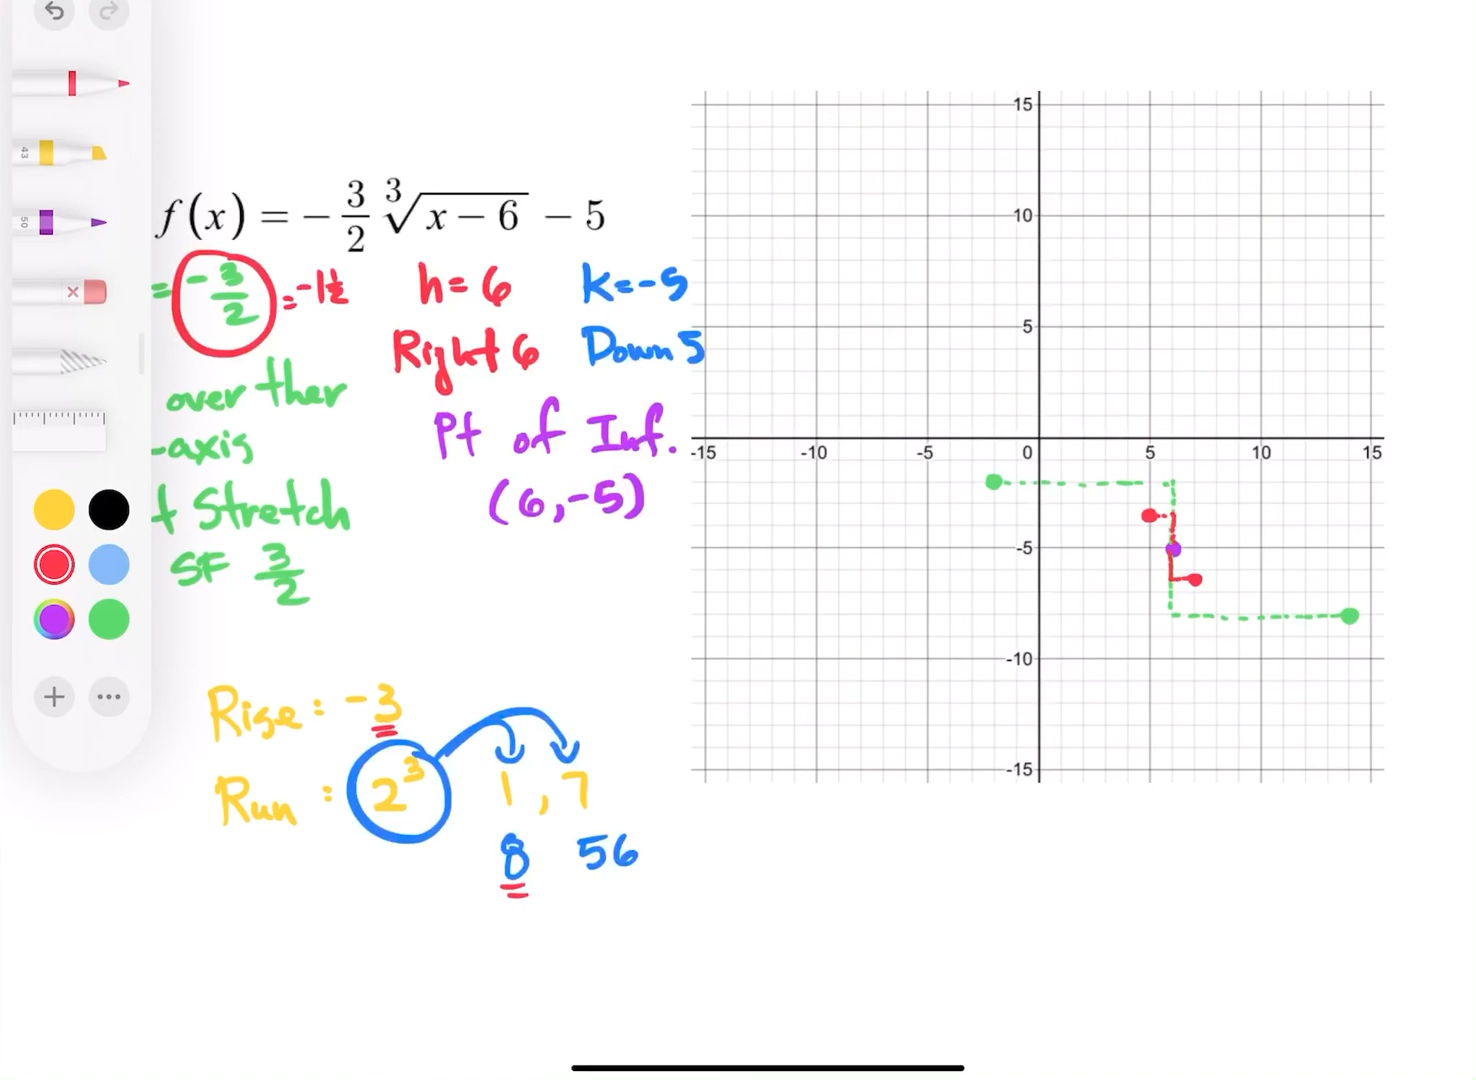 43
50
f(x) = - 3/2 ∛(x - 6) - 5
= - 3/2 = -1½ h = 6 K = -5
Right 6 Down 5
over the x
-axis
t Stretch
SF 3/2
Pt of Inf.
(6, -5)
Rise: -3
Run: 2³ 1, 7
8 56
15
10
5
-15 -10 -5 0 5 10 15
-5
-10
-15